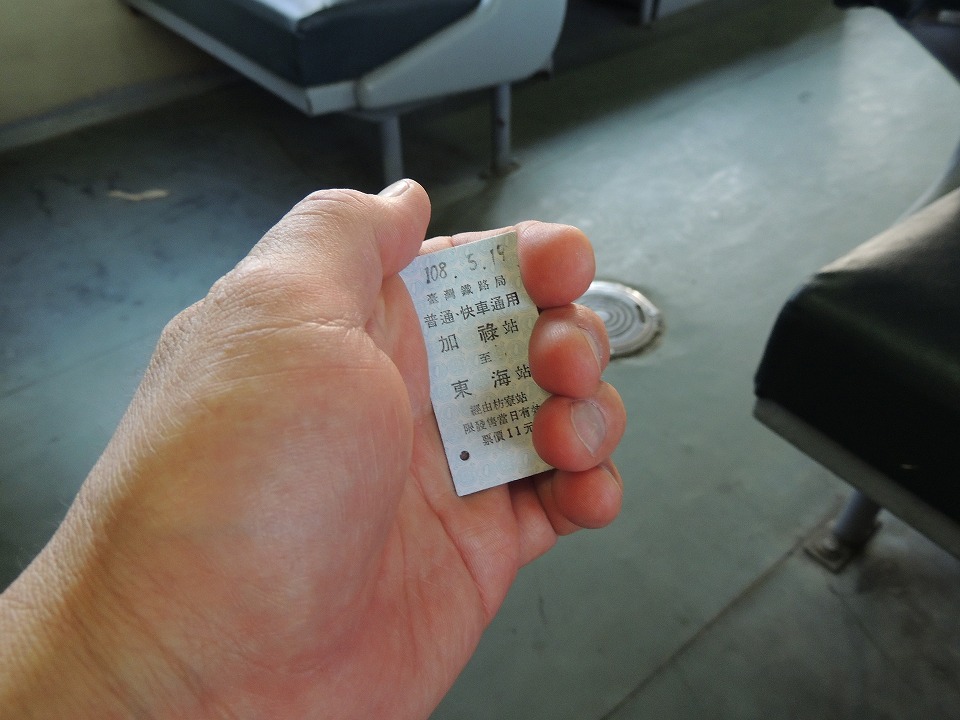 108.5.19
臺灣鐵路局
普通・快車通用
加祿站
至
東海站
經由枋寮站
限發售當日有效
票價11元